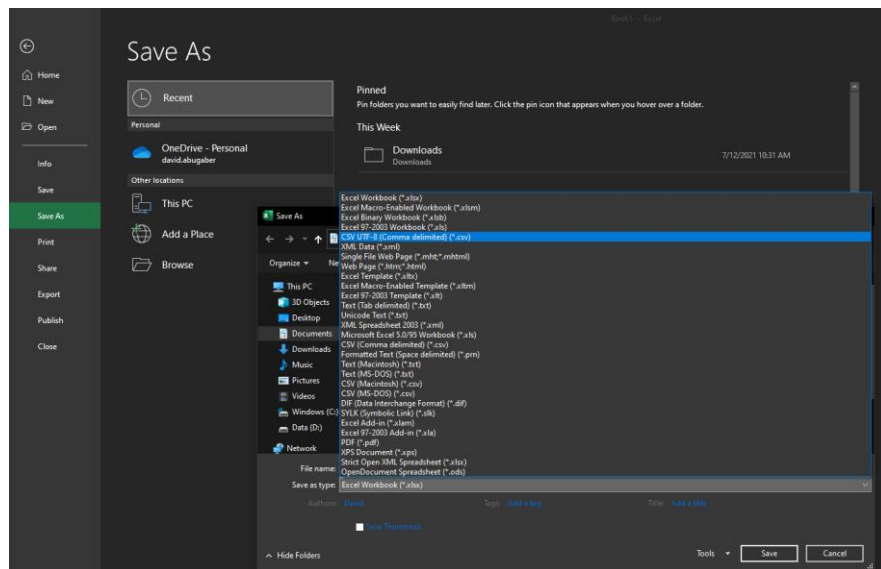 Book1 - Excel
Save As
Home
New
Open
Info
Save
Save As
Print
Share
Export
Publish
Close
Recent
Personal
OneDrive - Personal
david.abugaber
Other locations
This PC
Add a Place
Browse
Pinned
Pin folders you want to easily find later. Click the pin icon that appears when you hover over a folder.
This Week
Downloads
Downloads
7/12/2021 10:31 AM
Save As
Organize
Ne
This PC
3D Objects
Desktop
Documents
Downloads
Music
Pictures
Videos
Windows (C:)
Data (D:)
Network
Excel Workbook (*.xlsx)
Excel Macro-Enabled Workbook (*.xlsm)
Excel Binary Workbook (*.xlsb)
Excel 97-2003 Workbook (*.xls)
CSV UTF-8 (Comma delimited) (*.csv)
XML Data (*.xml)
Single File Web Page (*.mht;*.mhtml)
Web Page (*.htm;*.html)
Excel Template (*.xltx)
Excel Macro-Enabled Template (*.xltm)
Excel 97-2003 Template (*.xlt)
Text (Tab delimited) (*.txt)
Unicode Text (*.txt)
XML Spreadsheet 2003 (*.xml)
Microsoft Excel 5.0/95 Workbook (*.xls)
CSV (Comma delimited) (*.csv)
Formatted Text (Space delimited) (*.prn)
Text (Macintosh) (*.txt)
Text (MS-DOS) (*.txt)
CSV (Macintosh) (*.csv)
CSV (MS-DOS) (*.csv)
DIF (Data Interchange Format) (*.dif)
SYLK (Symbolic Link) (*.slk)
Excel Add-in (*.xlam)
Excel 97-2003 Add-in (*.xla)
PDF (*.pdf)
XPS Document (*.xps)
Strict Open XML Spreadsheet (*.xlsx)
OpenDocument Spreadsheet (*.ods)
File name:
Save as type: Excel Workbook (*.xlsx)
Authors: David
Tags: Add a tag
Title: Add a title
Save Thumbnail
Hide Folders
Tools
Save
Cancel